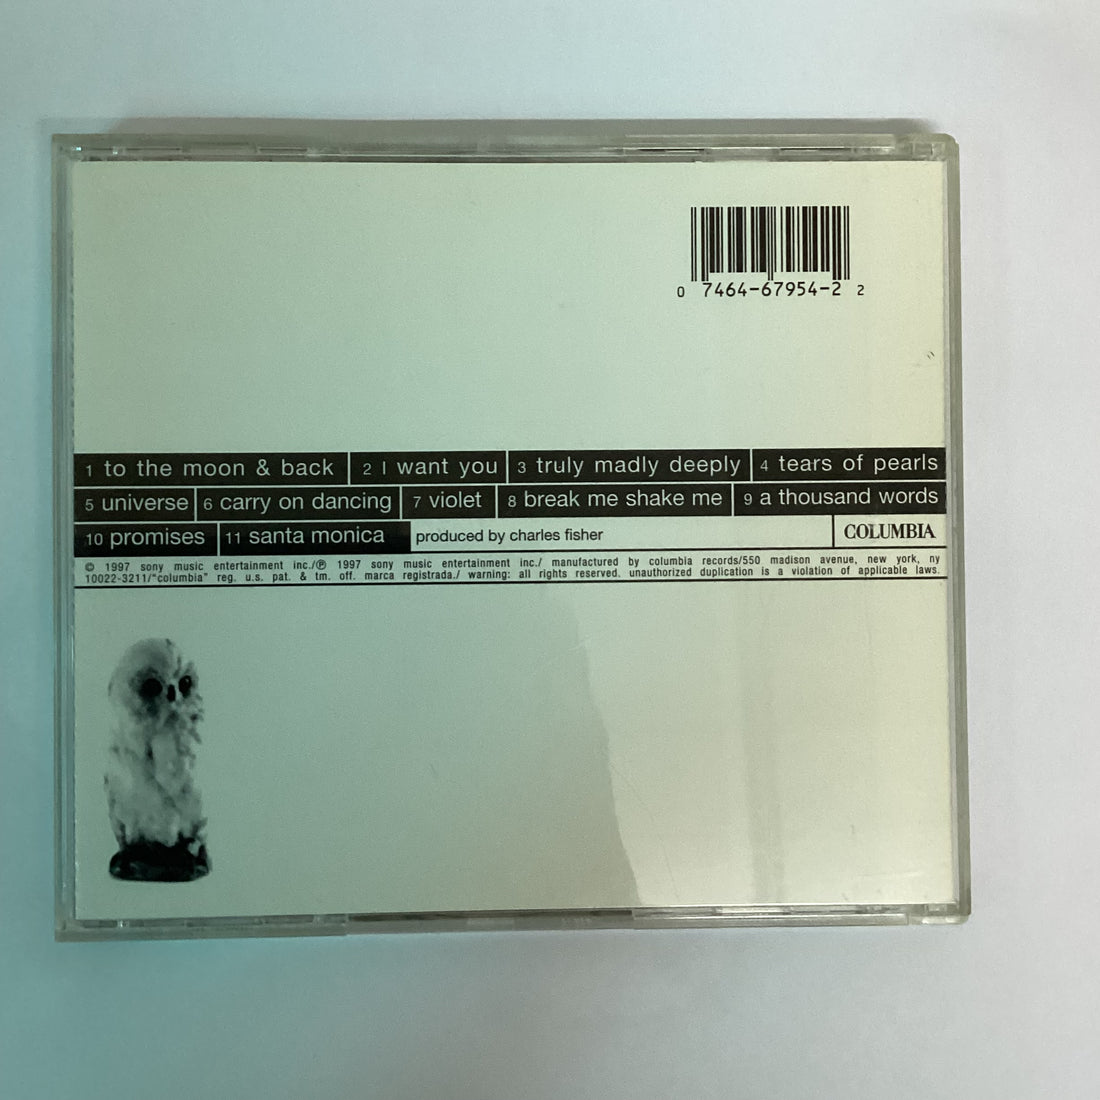 0 7464-67954-2 2
1 to the moon & back 2 I want you 3 truly madly deeply 4 tears of pearls
5 universe 6 carry on dancing 7 violet 8 break me shake me 9 a thousand words
10 promises 11 santa monica produced by charles fisher COLUMBIA
© 1997 sony music entertainment inc./℗ 1997 sony music entertainment inc./ manufactured by columbia records/550 madison avenue, new york, ny
10022-3211/"columbia" reg. u.s. pat. & tm. off. marca registrada./ warning: all rights reserved. unauthorized duplication is a violation of applicable laws.